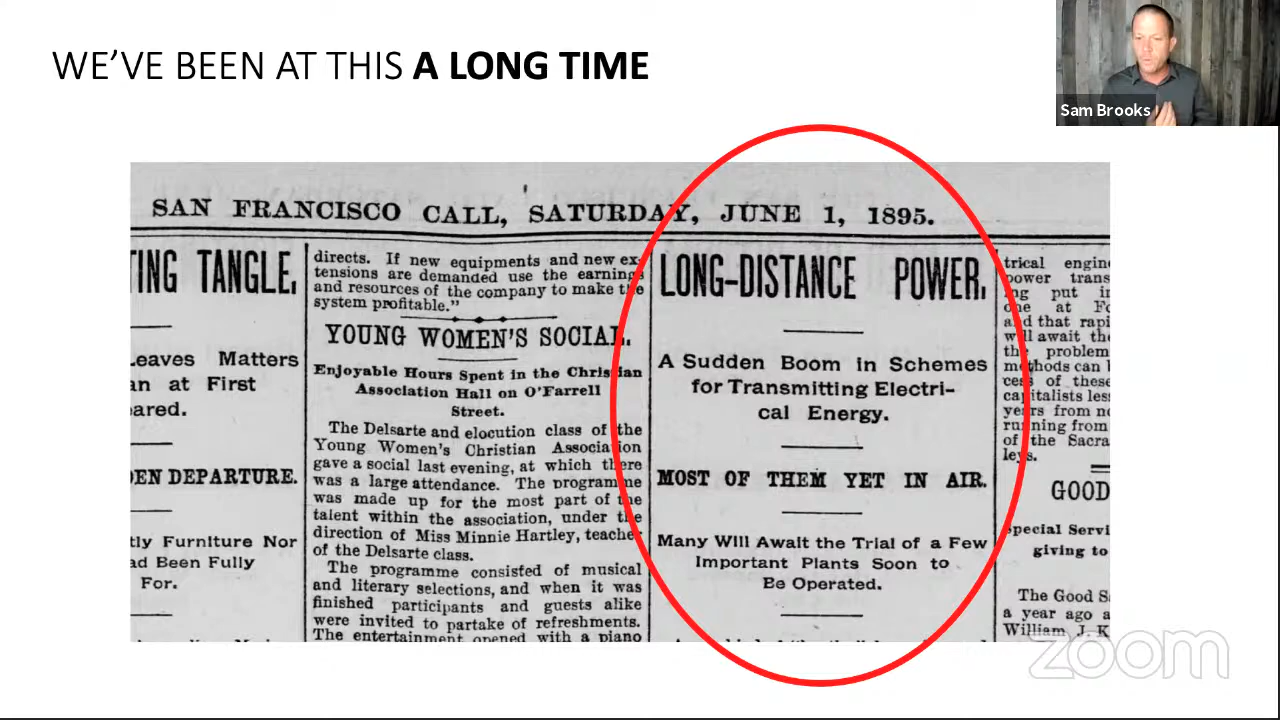 WE’VE BEEN AT THIS A LONG TIME
Sam Brooks
SAN FRANCISCO CALL, SATURDAY, JUNE 1, 1895.
TING TANGLE.
Leaves Matters
an at First
ared.
DEN DEPARTURE.
tly Furniture Nor
ad Been Fully
For.
directs. If new equipments and new ex-
tensions are demanded use the earnings
and resources of the company to make the
system profitable.”
YOUNG WOMEN’S SOCIAL.
Enjoyable Hours Spent in the Christian
Association Hall on O’Farrell
Street.
The Delsarte and elocution class of the
Young Women’s Christian Association
gave a social last evening, at which there
was a large attendance. The programme
was made up for the most part of the
talent within the association, under the
direction of Miss Minnie Hartley, teacher
of the Delsarte class.
The programme consisted of musical
and literary selections, and when it was
finished participants and guests alike
were invited to partake of refreshments.
The entertainment opened with a piano
LONG-DISTANCE POWER.
A Sudden Boom in Schemes
for Transmitting Electri-
cal Energy.
MOST OF THEM YET IN AIR.
Many Will Await the Trial of a Few
Important Plants Soon to
Be Operated.
trical engine
power trans
ing put in
one at Fo
and that rapi
will await the
the problem
methods can b
cess of these
capitalists less
years from no
running from
of the Sacra
leys.
GOOD
Special Servi
giving to
The Good S
a year ago a
William J. K
zoom